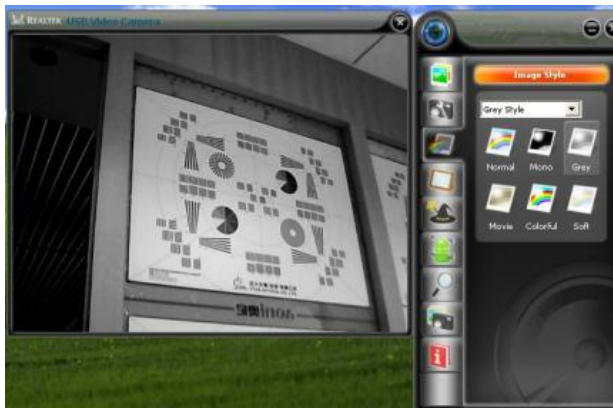 REALTEK USB Video Camera
Image Style
Grey Style
Normal Mono Grey
Movie Colorful Soft